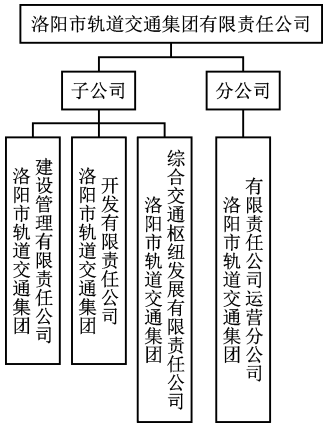 洛阳市轨道交通集团有限责任公司
子公司
分公司
洛阳市轨道交通集团
建设管理有限责任公司
洛阳市轨道交通集团
开发有限责任公司
洛阳市轨道交通集团
综合交通枢纽发展有限责任公司
洛阳市轨道交通集团
有限责任公司运营分公司